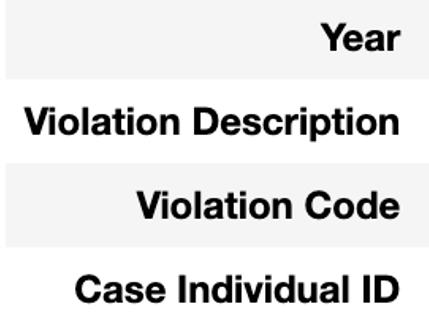 Year
Violation Description
Violation Code
Case Individual ID